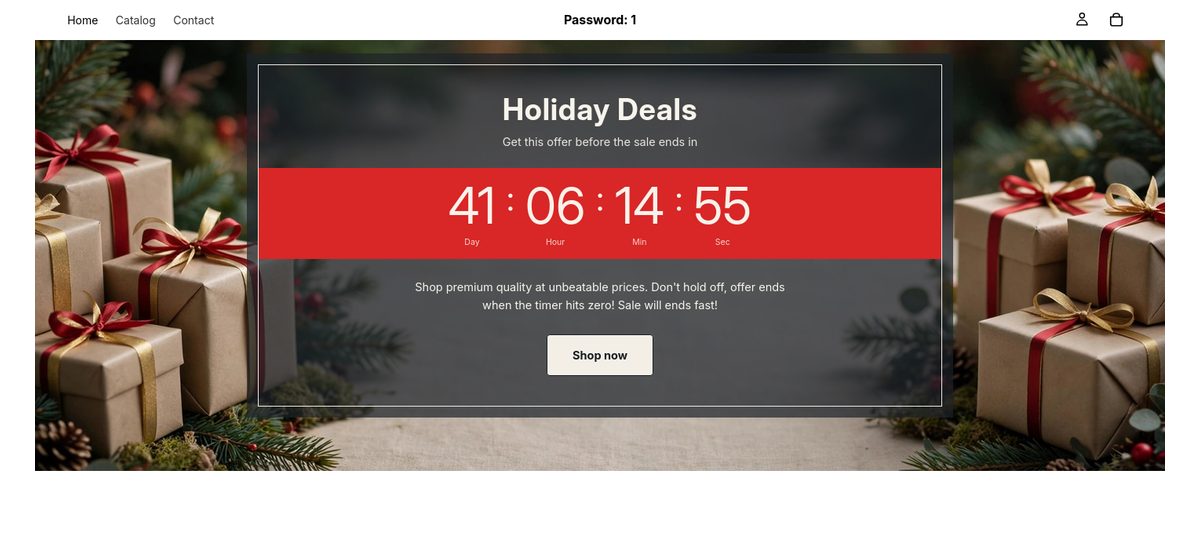 Home Catalog Contact
Password: 1
Holiday Deals
Get this offer before the sale ends in
41 : 06 : 14 : 55
Day Hour Min Sec
Shop premium quality at unbeatable prices. Don't hold off, offer ends
when the timer hits zero! Sale will ends fast!
Shop now